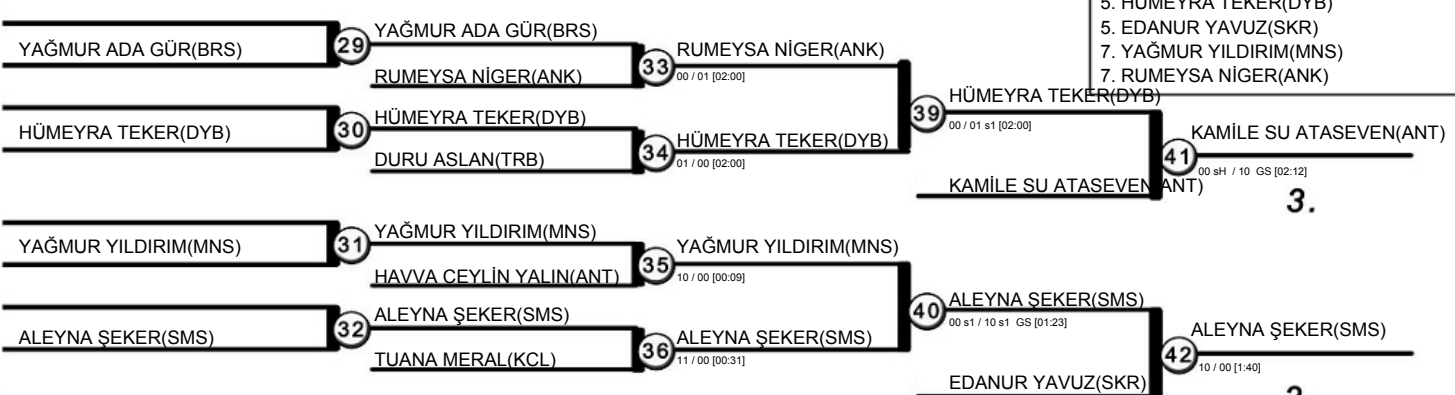 5. HÜMEYRA TEKER(DYB)
5. EDANUR YAVUZ(SKR)
7. YAĞMUR YILDIRIM(MNS)
7. RUMEYSA NİGER(ANK)
YAĞMUR ADA GÜR(BRS)
29
YAĞMUR ADA GÜR(BRS)
RUMEYSA NİGER(ANK)
33
RUMEYSA NİGER(ANK)
00 / 01 [02:00]
HÜMEYRA TEKER(DYB)
30
HÜMEYRA TEKER(DYB)
DURU ASLAN(TRB)
34
HÜMEYRA TEKER(DYB)
01 / 00 [02:00]
39
HÜMEYRA TEKER(DYB)
00 / 01 s1 [02:00]
KAMİLE SU ATASEVEN(ANT)
41
KAMİLE SU ATASEVEN(ANT)
00 sH / 10 GS [02:12]
3.
YAĞMUR YILDIRIM(MNS)
31
YAĞMUR YILDIRIM(MNS)
HAVVA CEYLİN YALIN(ANT)
35
YAĞMUR YILDIRIM(MNS)
10 / 00 [00:09]
ALEYNA ŞEKER(SMS)
32
ALEYNA ŞEKER(SMS)
TUANA MERAL(KCL)
36
ALEYNA ŞEKER(SMS)
11 / 00 [00:31]
40
ALEYNA ŞEKER(SMS)
00 s1 / 10 s1 GS [01:23]
EDANUR YAVUZ(SKR)
42
ALEYNA ŞEKER(SMS)
10 / 00 [1:40]